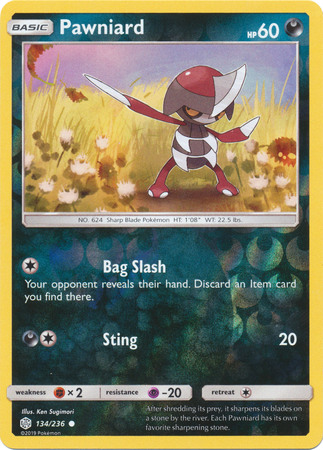 BASIC Pawniard HP60
NO. 624 Sharp Blade Pokémon HT: 1'08" WT: 22.5 lbs.
Bag Slash
Your opponent reveals their hand. Discard an Item card
you find there.
Sting 20
weakness × 2 resistance -20 retreat
Illus. Ken Sugimori
134/236
©2019 Pokémon
After shredding its prey, it sharpens its blades on
a stone by the river. Each Pawniard has its own
favorite sharpening stone.